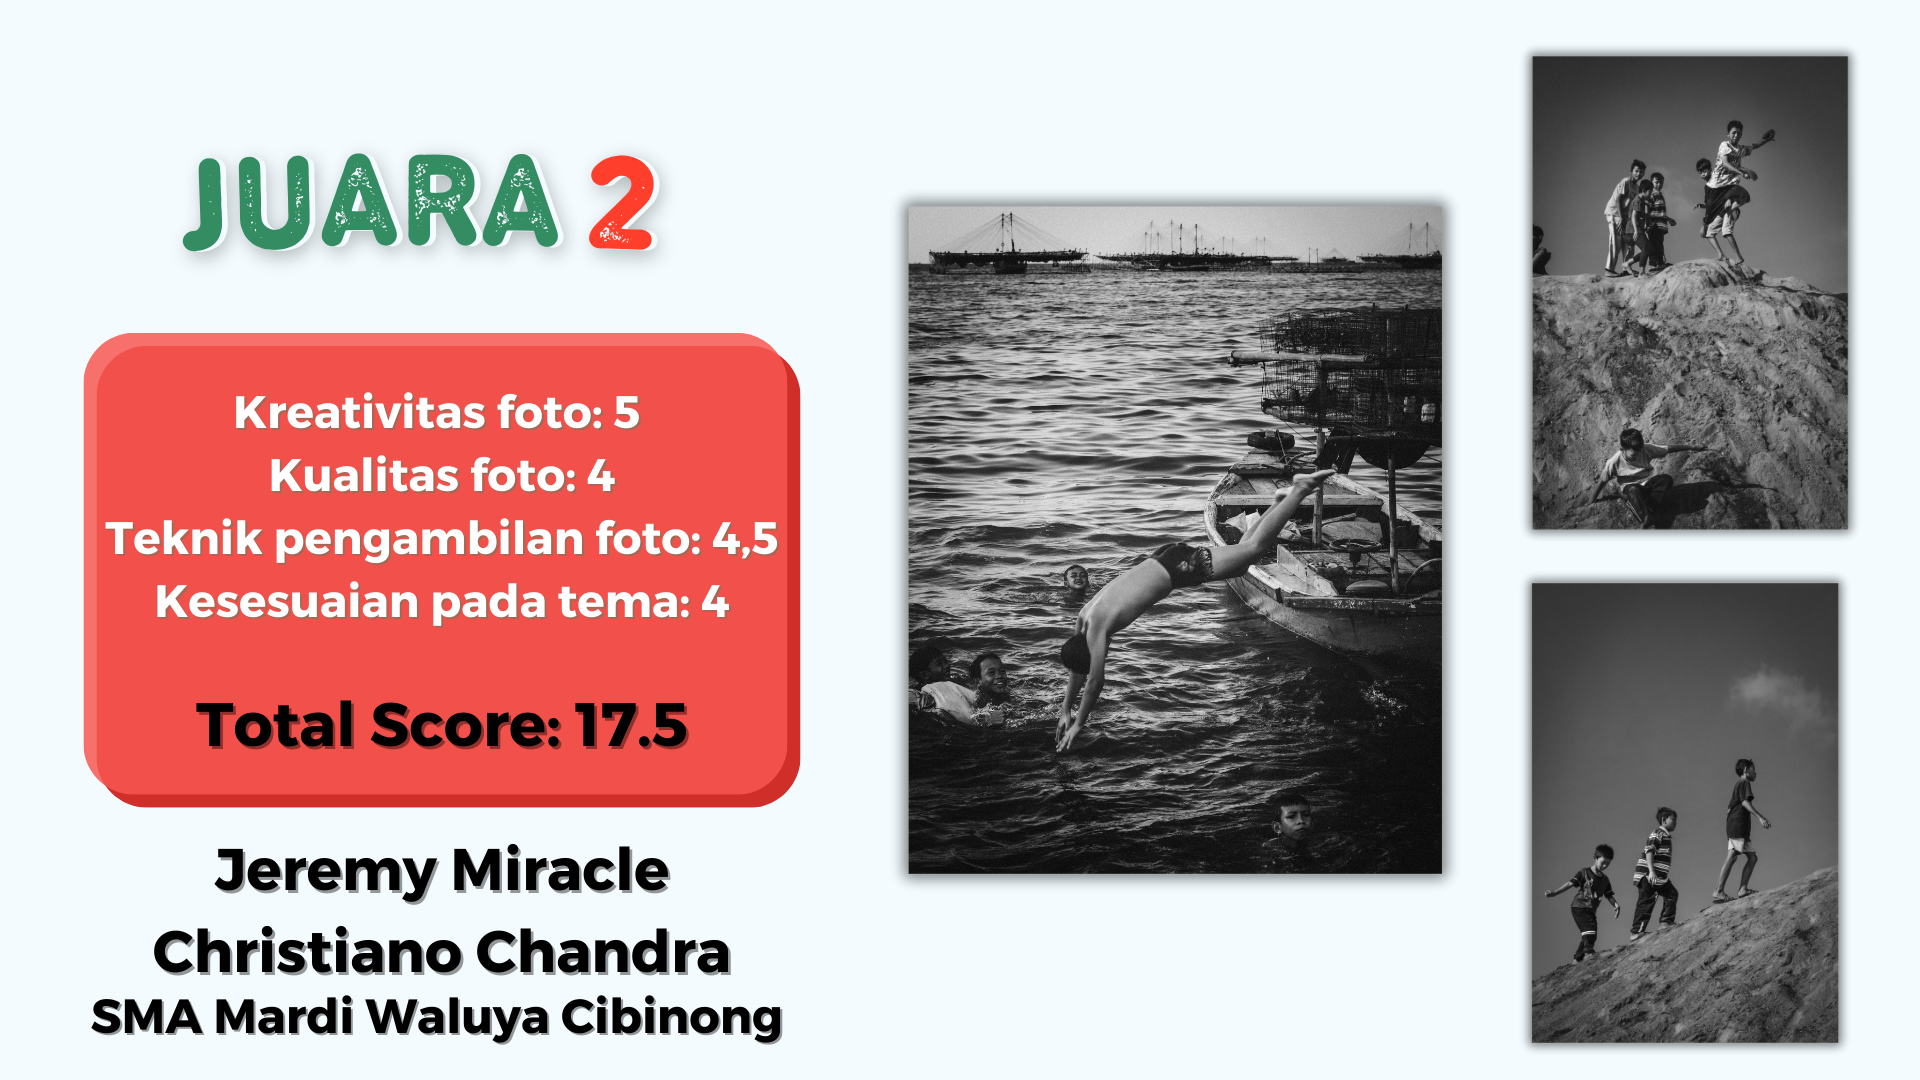 JUARA 2
Kreativitas foto: 5
Kualitas foto: 4
Teknik pengambilan foto: 4,5
Kesesuaian pada tema: 4
Total Score: 17.5
Jeremy Miracle
Christiano Chandra
SMA Mardi Waluya Cibinong